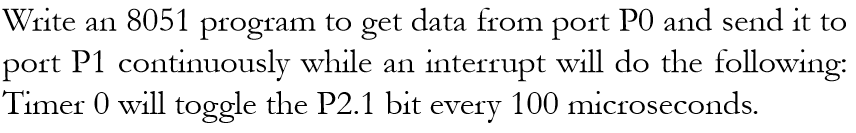 Write an 8051 program to get data from port P0 and send it to
port P1 continuously while an interrupt will do the following:
Timer 0 will toggle the P2.1 bit every 100 microseconds.